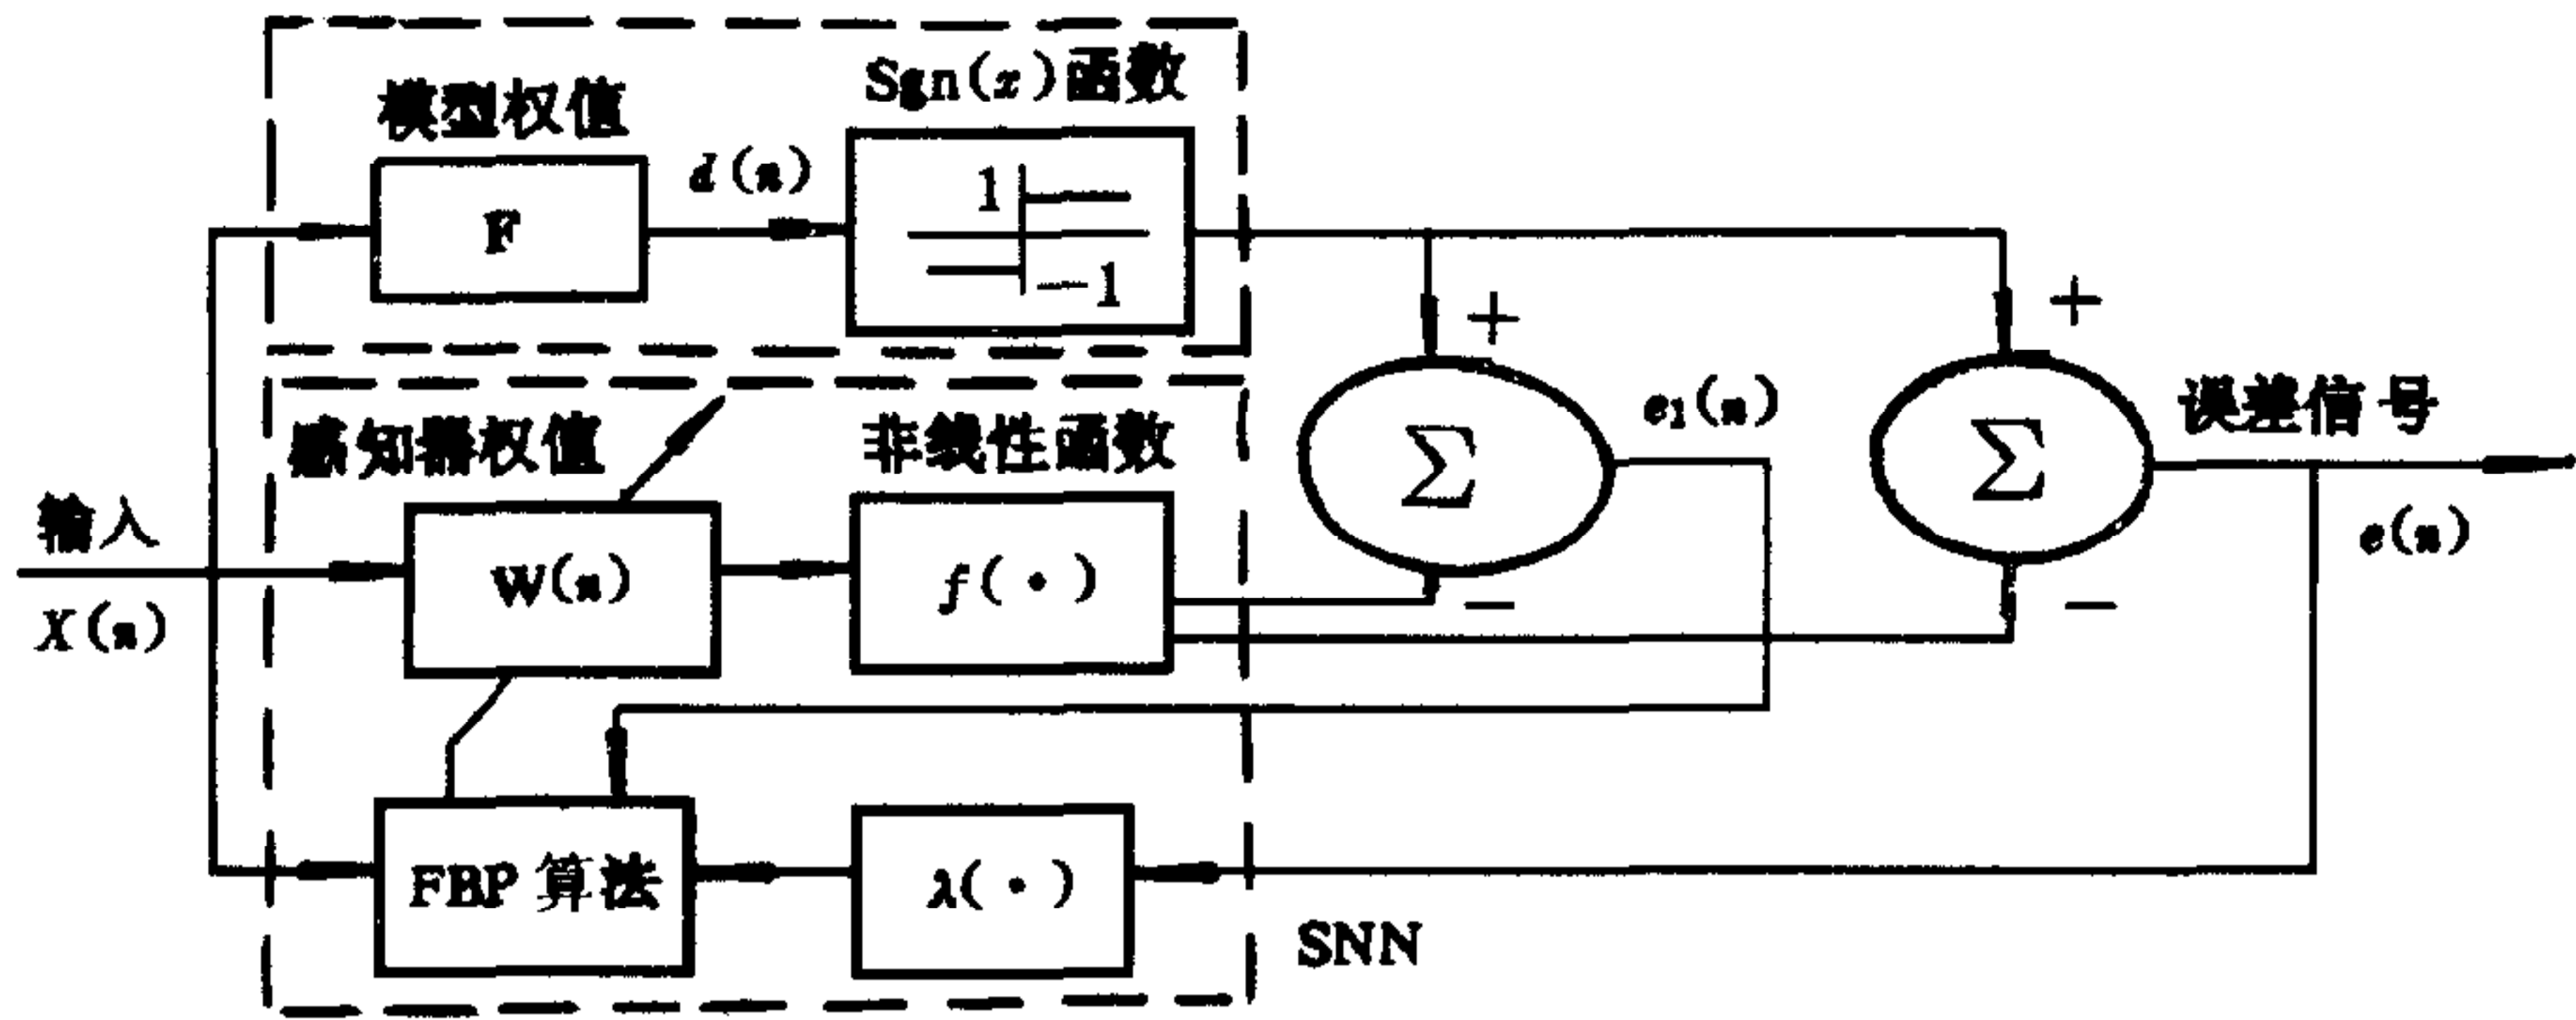 模型权值
Sgn(x)函数
F
d(n)
1
-1
+
+
感知器权值
非线性函数
Σ
e₁(n)
Σ
误差信号
输入
X(n)
W(n)
f(·)
e(n)
−
−
FBP 算法
λ(·)
SNN